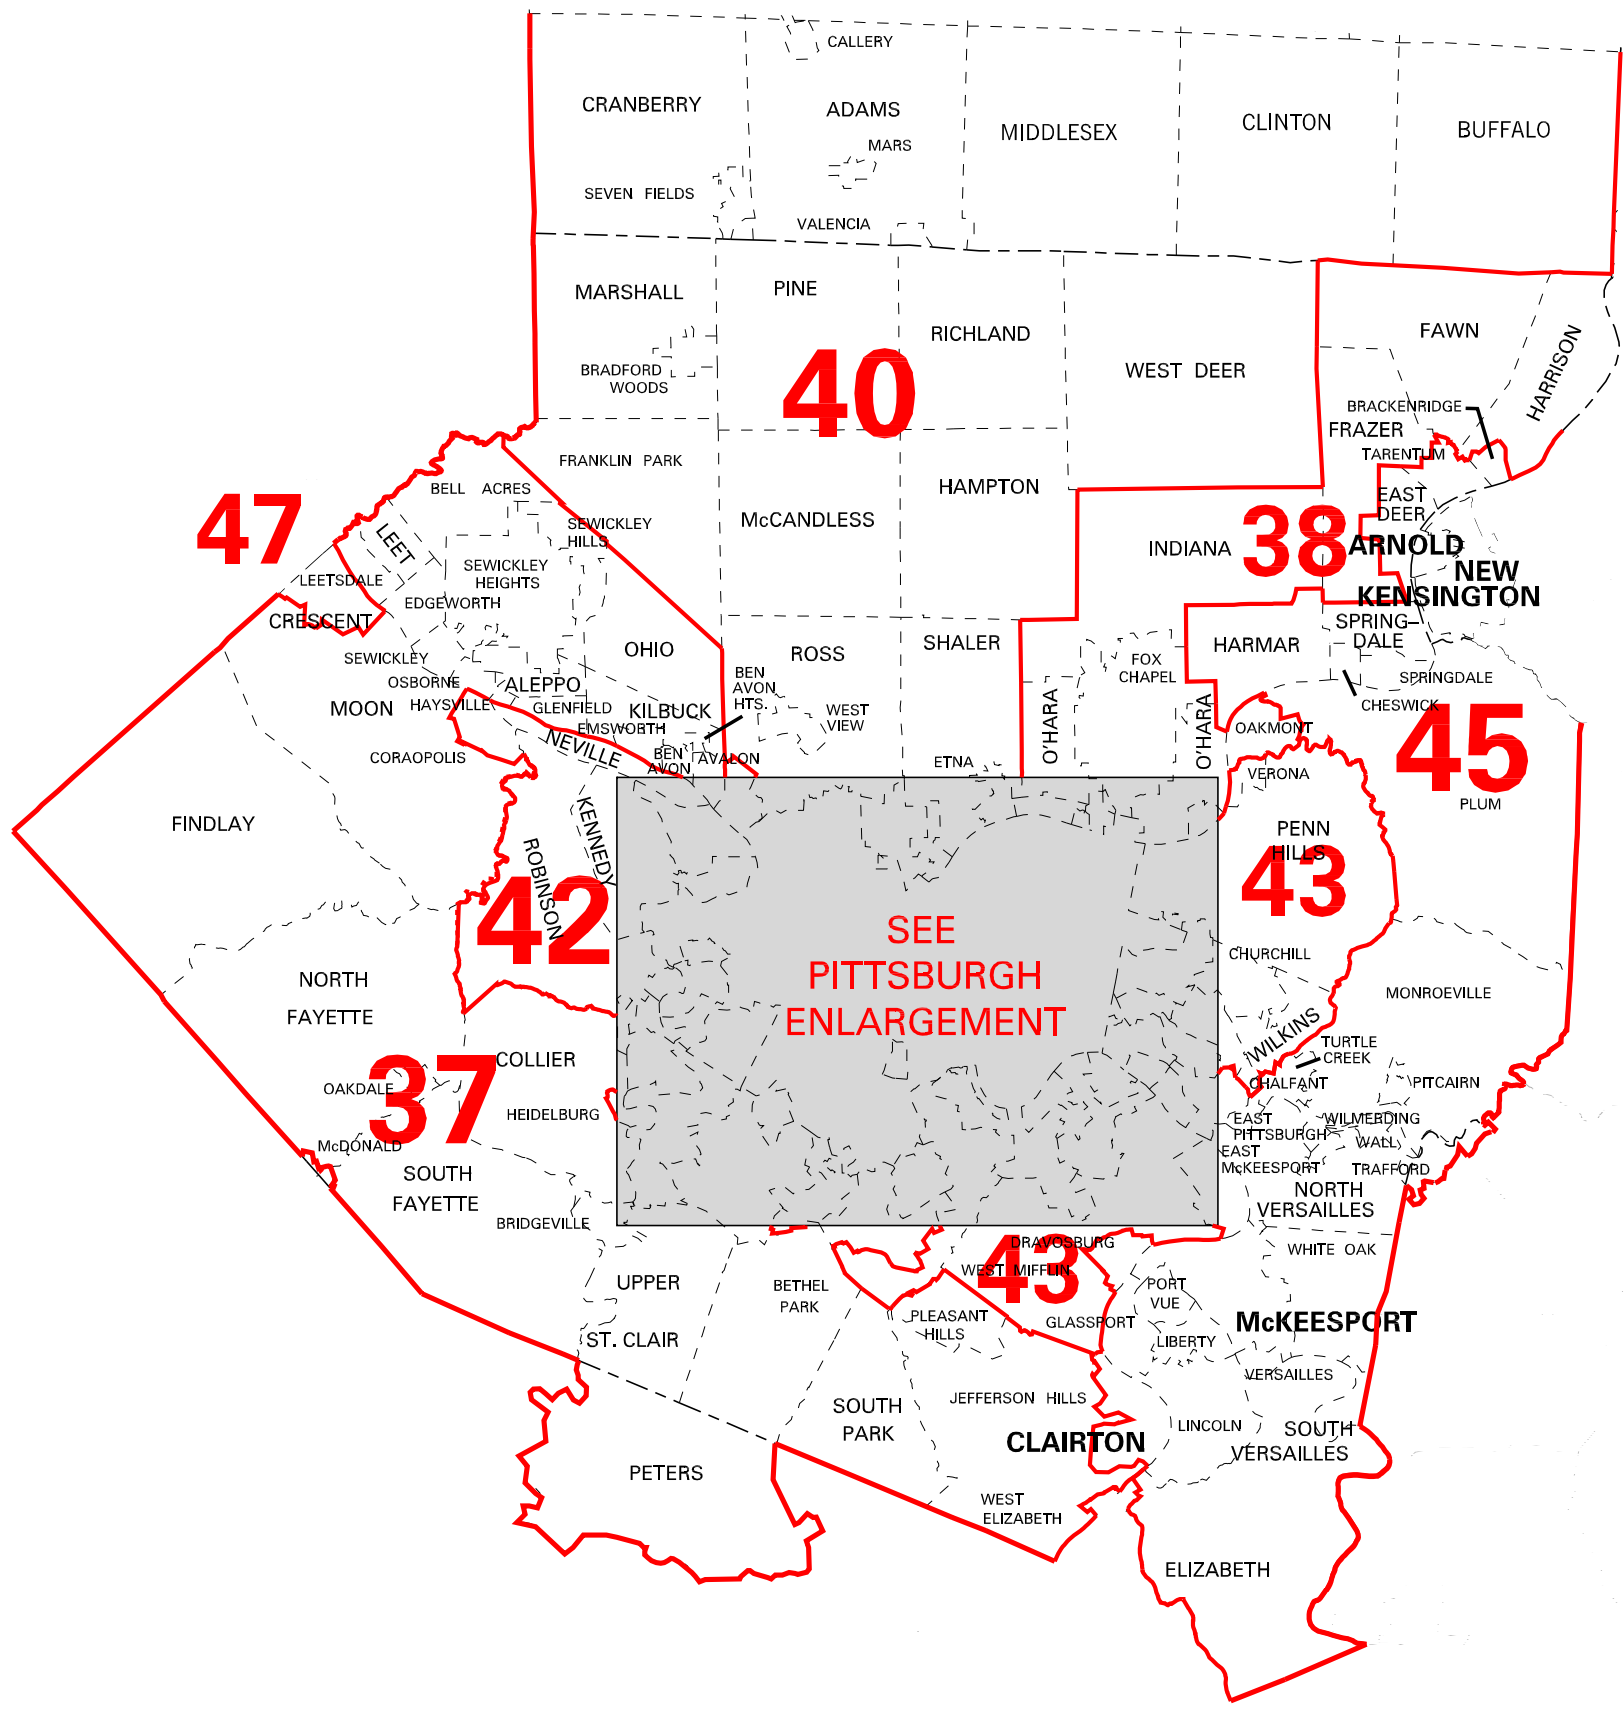 CALLERY
CRANBERRY
ADAMS
MIDDLESEX
CLINTON
BUFFALO
MARS
SEVEN FIELDS
VALENCIA
MARSHALL
PINE
RICHLAND
FAWN
HARRISON
BRADFORD
WOODS
40
WEST DEER
BRACKENRIDGE
FRAZER
TARENTUM
FRANKLIN PARK
HAMPTON
BELL ACRES
McCANDLESS
EAST
DEER
47
LEET
SEWICKLEY
HILLS
INDIANA
38
ARNOLD
NEW
KENSINGTON
LEETSDALE
SEWICKLEY
HEIGHTS
EDGEWORTH
CRESCENT
SPRING–
DALE
SHALER
HARMAR
OHIO
ROSS
SEWICKLEY
FOX
CHAPEL
BEN
AVON
HTS.
SPRINGDALE
OSBORNE
ALEPPO
MOON
HAYSVILLE
GLENFIELD
KILBUCK
WEST
VIEW
CHESWICK
O'HARA
O'HARA
OAKMONT
EMSWORTH
NEVILLE
CORAOPOLIS
BEN
AVON
AVALON
ETNA
VERONA
45
PLUM
FINDLAY
KENNEDY
ROBINSON
PENN
HILLS
43
42
SEE
PITTSBURGH
ENLARGEMENT
CHURCHILL
NORTH
FAYETTE
MONROEVILLE
WILKINS
TURTLE
CREEK
COLLIER
37
OAKDALE
CHALFANT
PITCAIRN
HEIDELBURG
EAST
PITTSBURGH
WILMERDING
WALL
McDONALD
EAST
McKEESPORT
TRAFFORD
SOUTH
FAYETTE
NORTH
VERSAILLES
BRIDGEVILLE
DRAVOSBURG
WHITE OAK
43
WEST MIFFLIN
UPPER
ST. CLAIR
BETHEL
PARK
PORT
VUE
PLEASANT
HILLS
GLASSPORT
McKEESPORT
LIBERTY
VERSAILLES
JEFFERSON HILLS
SOUTH
PARK
LINCOLN
SOUTH
VERSAILLES
CLAIRTON
PETERS
WEST
ELIZABETH
ELIZABETH